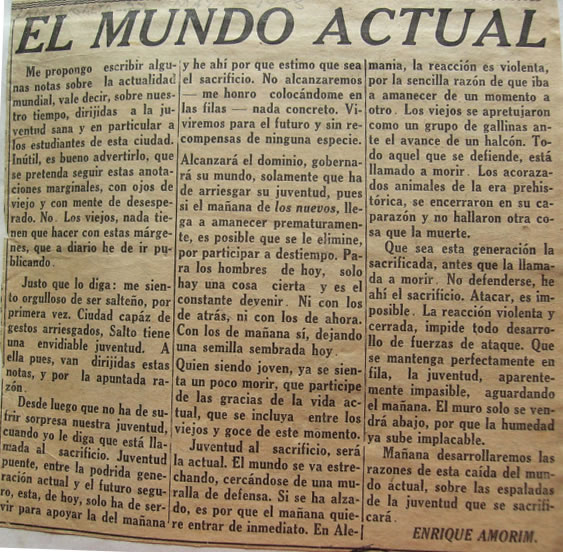 EL MUNDO ACTUAL
Me propongo escribir algu-
nas notas sobre la actualidad
mundial, vale decir, sobre nues-
tro tiempo, dirijidas a la ju-
ventud sana y en particular a
los estudiantes de esta ciudad.
Inútil, es bueno advertirlo, que
se pretenda seguir estas anota-
ciones marginales, con ojos de
viejo y con mente de desespe-
rado. No. Los viejos, nada tie-
nen que hacer con estas márge-
nes, que a diario he de ir pu-
blicando.
Justo que lo diga: me sien-
to orgulloso de ser salteño, por
primera vez. Ciudad capáz de
gestos arriesgados, Salto tiene
una envidiable juventud. A
ella pues, van dirijidas estas
notas, y por la apuntada ra-
zón.
Desde luego que no ha de su-
frir sorpresa nuestra juventud,
cuando yo le diga que está lla-
mada al sacrificio. Juventud
puente, entre la podrida gene-
ración actual y el futuro segu-
ro, esta, de hoy, solo ha de ser-
vir para apoyar la del mañana
y he ahí por que estimo que sea
el sacrificio. No alcanzaremos
— me honro colocándome en
las filas — nada concreto. Vi-
viremos para el futuro y sin re-
compensas de ninguna especie.
Alcanzará el dominio, goberna-
rá su mundo, solamente que ha
de arriesgar su juventud, pues
si el mañana de los nuevos, lle-
ga a amanecer prematuramen-
te, es posible que se le elimine,
por participar a destiempo. Pa-
ra los hombres de hoy, solo
hay una cosa cierta y es el
constante devenir. Ni con los
de atrás, ni con los de ahora.
Con los de mañana sí, dejando
una semilla sembrada hoy.
Quien siendo joven, ya se sien-
ta un poco morir, que participe
de las gracias de la vida ac-
tual, que se incluya entre los
viejos y goce de este momento.
Juventud al sacrificio, será
la actual. El mundo se va estre-
chando, cercándose de una mu-
ralla de defensa. Si se ha alza-
do, es por que el mañana quie-
re entrar de inmediato. En Ale-
mania, la reacción es violenta,
por la sencilla razón de que iba
a amanecer de un momento a
otro. Los viejos se apretujaron
como un grupo de gallinas an-
te el avance de un halcón. To-
do aquel que se defiende, está
llamado a morir. Los acoraza-
dos animales de la era prehis-
tórica, se encerraron en su ca-
parazón y no hallaron otra co-
sa que la muerte.
Que sea esta generación la
sacrificada, antes que la llama-
da a morir. No defenderse, he
ahí el sacrificio. Atacar, es im-
posible. La reacción violenta y
cerrada, impide todo desarro-
llo de fuerzas de ataque. Que
se mantenga perfectamente en
fila, la juventud, aparente-
mente impasible, aguardando
el mañana. El muro solo se ven-
drá abajo, por que la humedad
ya sube implacable.
Mañana desarrollaremos las
razones de esta caída del mun-
do áctual, sobre las espaladas
de la juventud que se sacrifi-
cará.
ENRIQUE AMORIM.